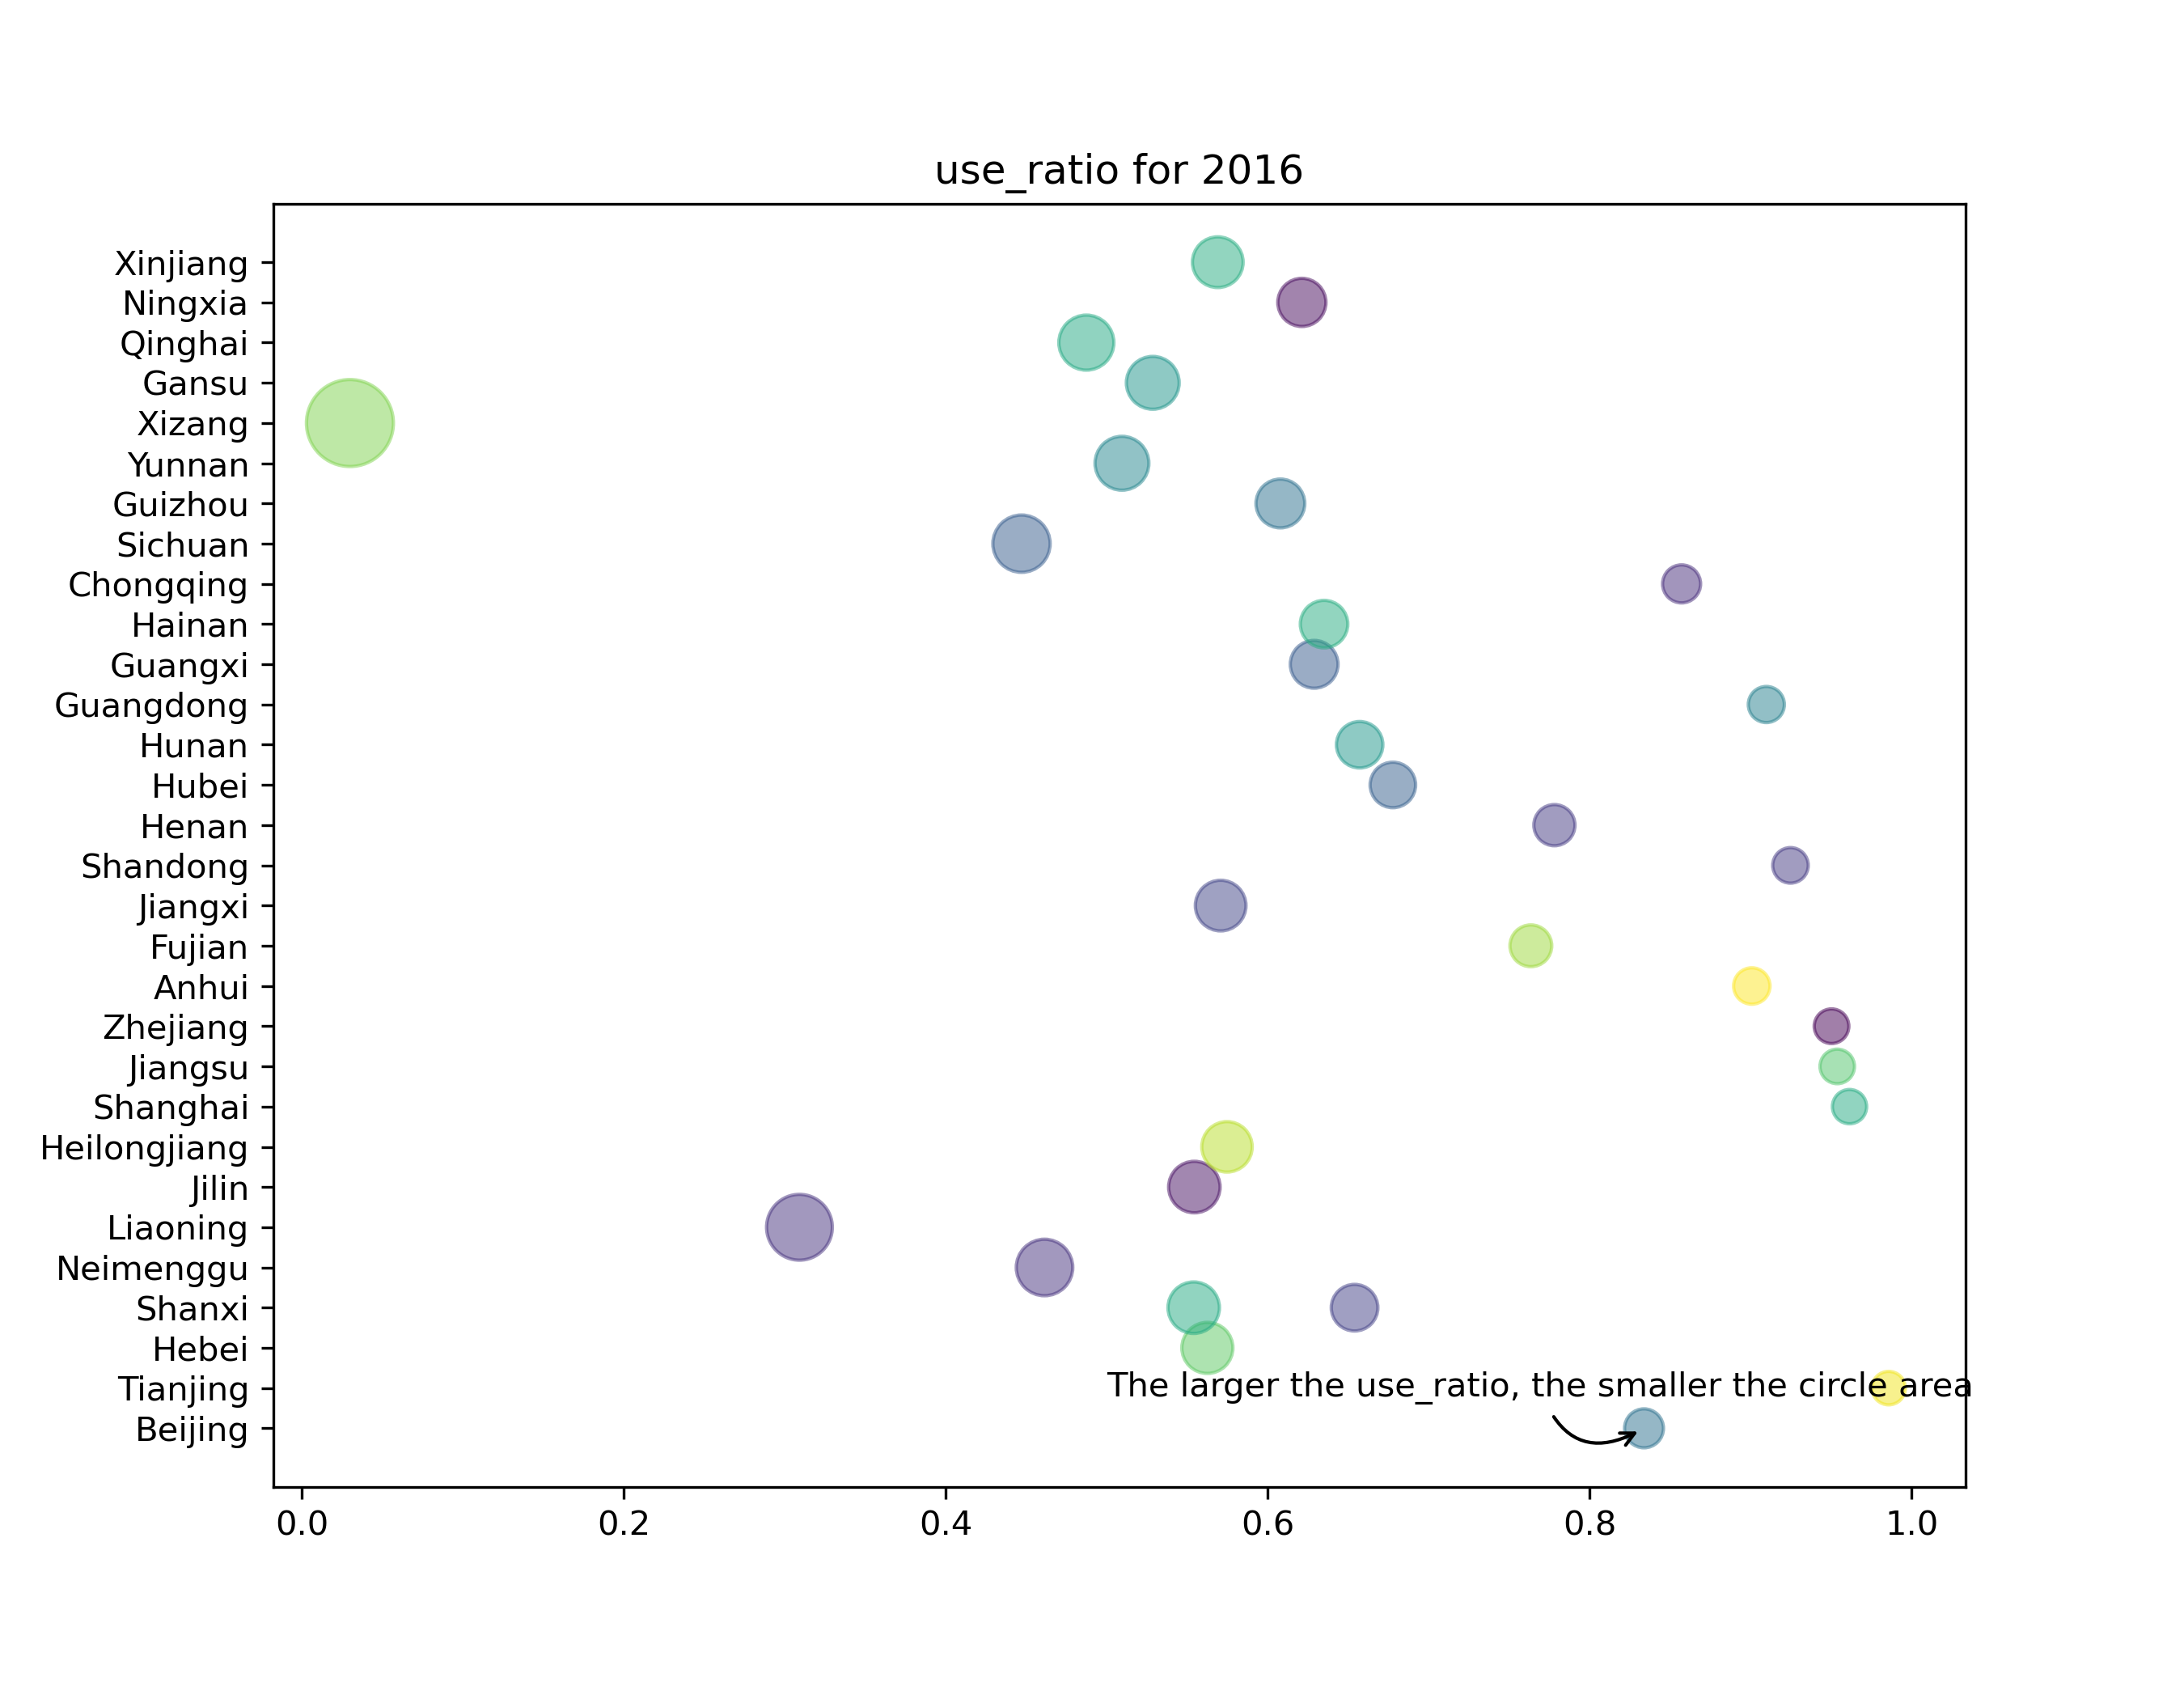 use_ratio for 2016
Xinjiang
Ningxia
Qinghai
Gansu
Xizang
Yunnan
Guizhou
Sichuan
Chongqing
Hainan
Guangxi
Guangdong
Hunan
Hubei
Henan
Shandong
Jiangxi
Fujian
Anhui
Zhejiang
Jiangsu
Shanghai
Heilongjiang
Jilin
Liaoning
Neimenggu
Shanxi
Hebei
Tianjing
Beijing
The larger the use_ratio, the smaller the circle area
0.0 0.2 0.4 0.6 0.8 1.0